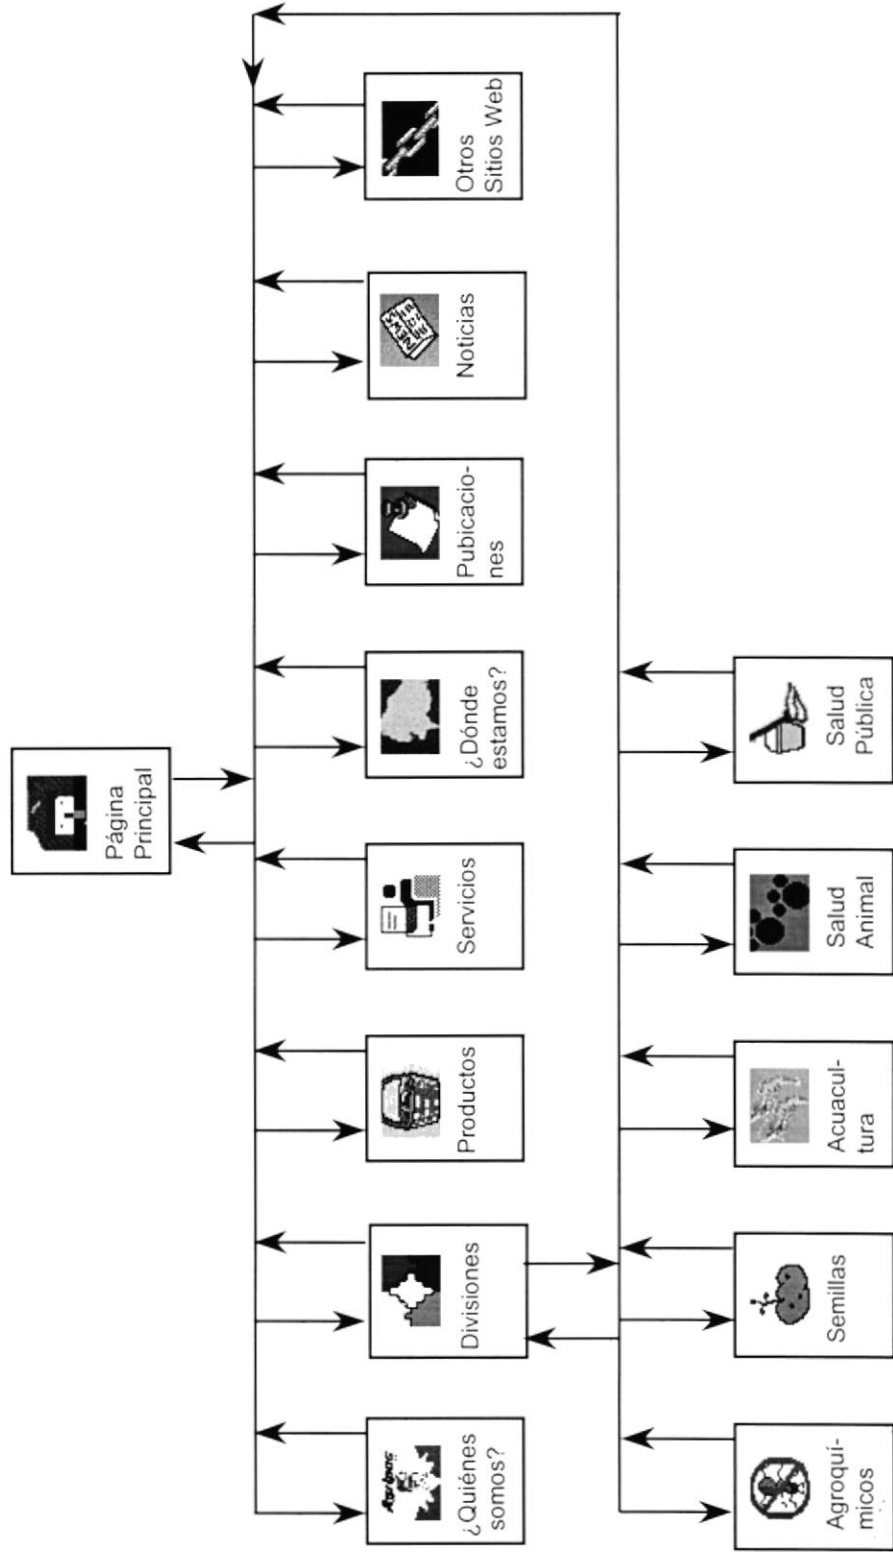 Página
Principal
¿Quiénes
somos?
Divisiones
Productos
Servicios
¿Dónde
estamos?
Pubicacio-
nes
Noticias
Otros
Sitios Web
Agroquí-
micos
Semillas
Acuacul-
tura
Salud
Animal
Salud
Pública